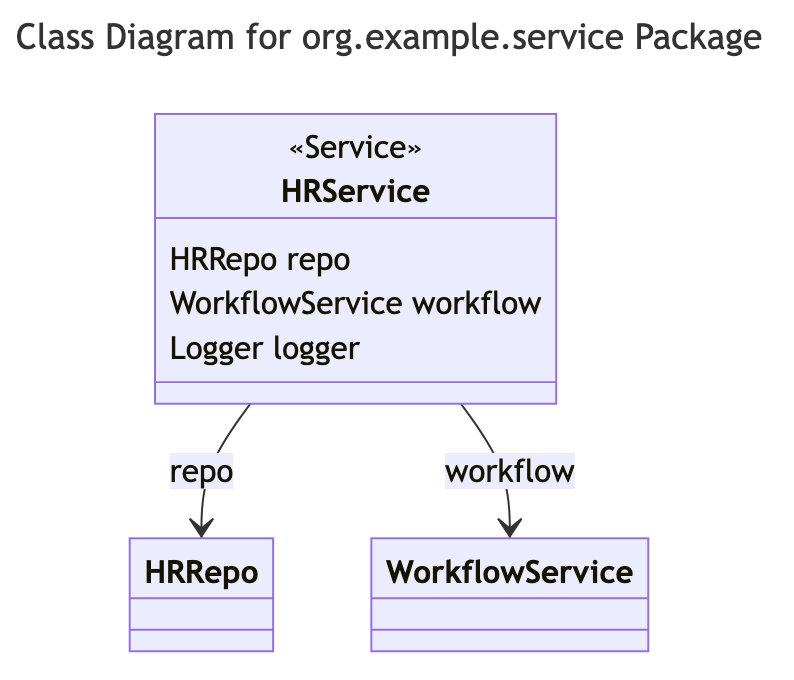 Class Diagram for org.example.service Package
«Service»
HRService
HRRepo repo
WorkflowService workflow
Logger logger
repo
workflow
HRRepo
WorkflowService